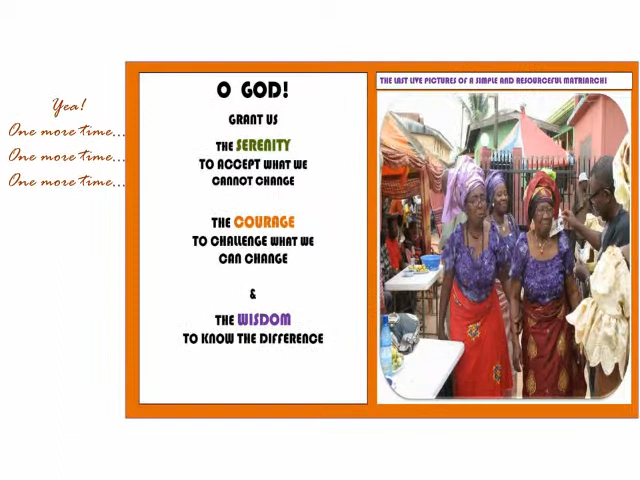 Yea!
One more time...
One more time...
One more time...
O GOD!
GRANT US
THE SERENITY
TO ACCEPT WHAT WE
CANNOT CHANGE
THE COURAGE
TO CHALLENGE WHAT WE
CAN CHANGE
&
THE WISDOM
TO KNOW THE DIFFERENCE
THE LAST LIVE PICTURES OF A SIMPLE AND RESOURCEFUL MATRIARCH!